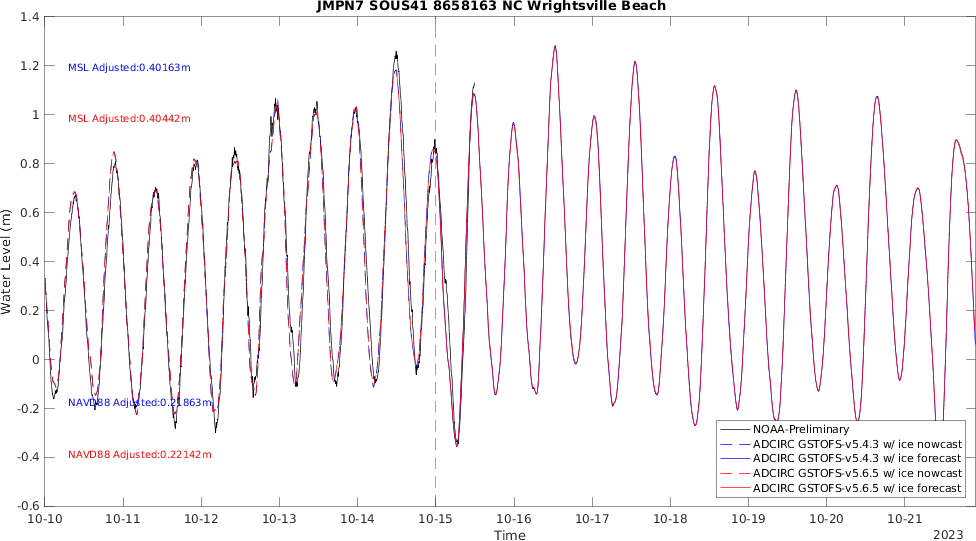 JMPN7 SOUS41 8658163 NC Wrightsville Beach
1.4
1.2
1
0.8
0.6
0.4
0.2
0
-0.2
-0.4
-0.6
Water Level (m)
MSL Adjusted:0.40163m
MSL Adjusted:0.40442m
NAVD88 Adjusted:0.21863m
NAVD88 Adjusted:0.22142m
NOAA-Preliminary
ADCIRC GSTOFS-v5.4.3 w/ ice nowcast
ADCIRC GSTOFS-v5.4.3 w/ ice forecast
ADCIRC GSTOFS-v5.6.5 w/ ice nowcast
ADCIRC GSTOFS-v5.6.5 w/ ice forecast
10-10 10-11 10-12 10-13 10-14 10-15 10-16 10-17 10-18 10-19 10-20 10-21
Time
2023